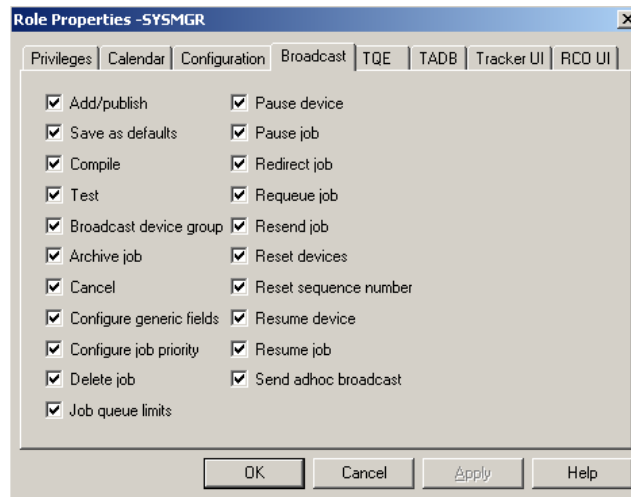 Role Properties -SYSMGR
Privileges Calendar Configuration Broadcast TQE TADB Tracker UI RCO UI
Add/publish Pause device
Save as defaults Pause job
Compile Redirect job
Test Requeue job
Broadcast device group Resend job
Archive job Reset devices
Cancel Reset sequence number
Configure generic fields Resume device
Configure job priority Resume job
Delete job Send adhoc broadcast
Job queue limits
OK Cancel Apply Help